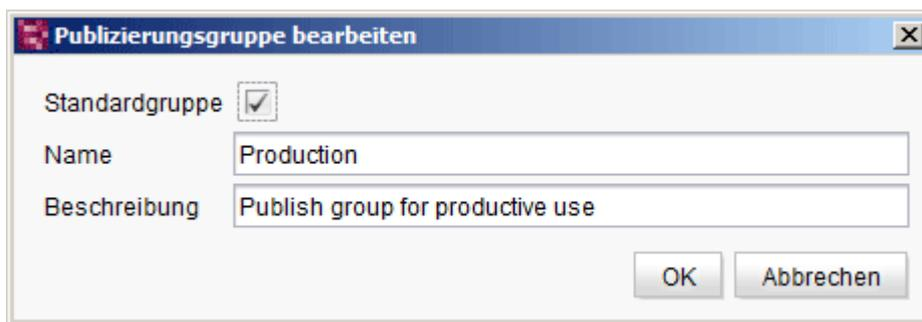 Publizierungsgruppe bearbeiten
Standardgruppe
Name Production
Beschreibung Publish group for productive use
OK Abbrechen